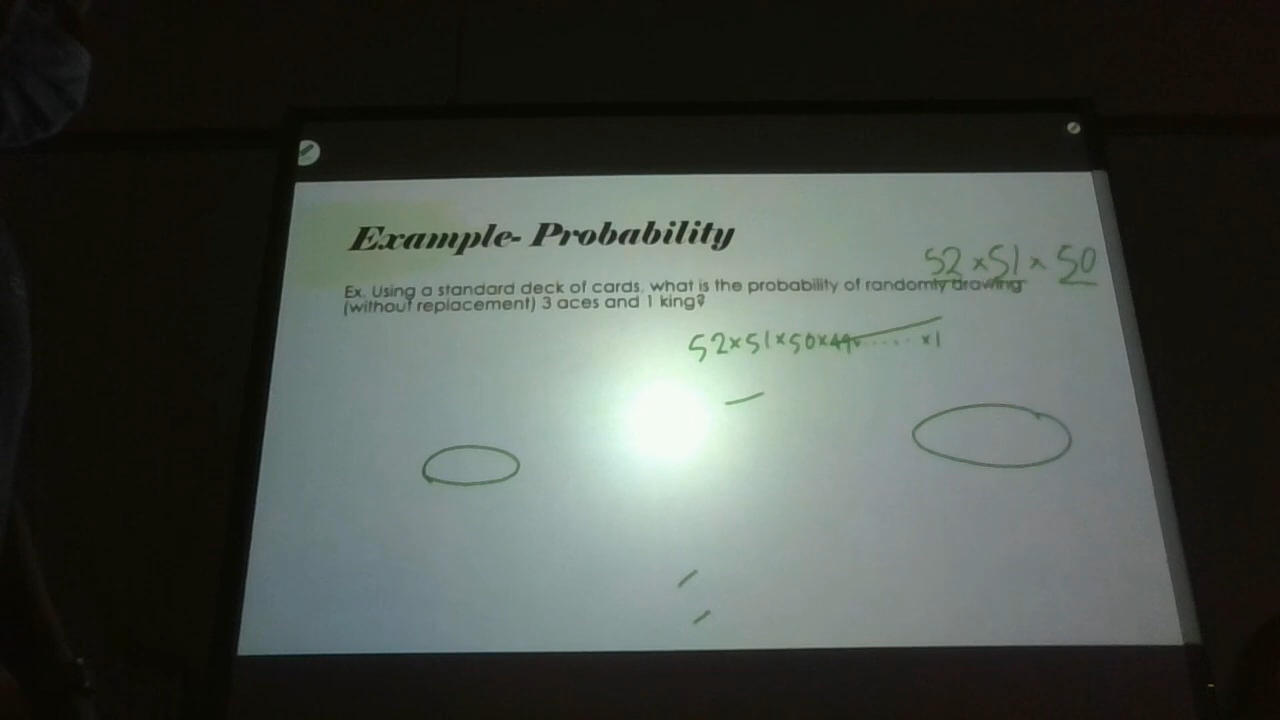 Example- Probability
52 × 51 × 50
Ex. Using a standard deck of cards, what is the probability of randomly drawing
(without replacement) 3 aces and 1 king?
52×51×50×49.....×1